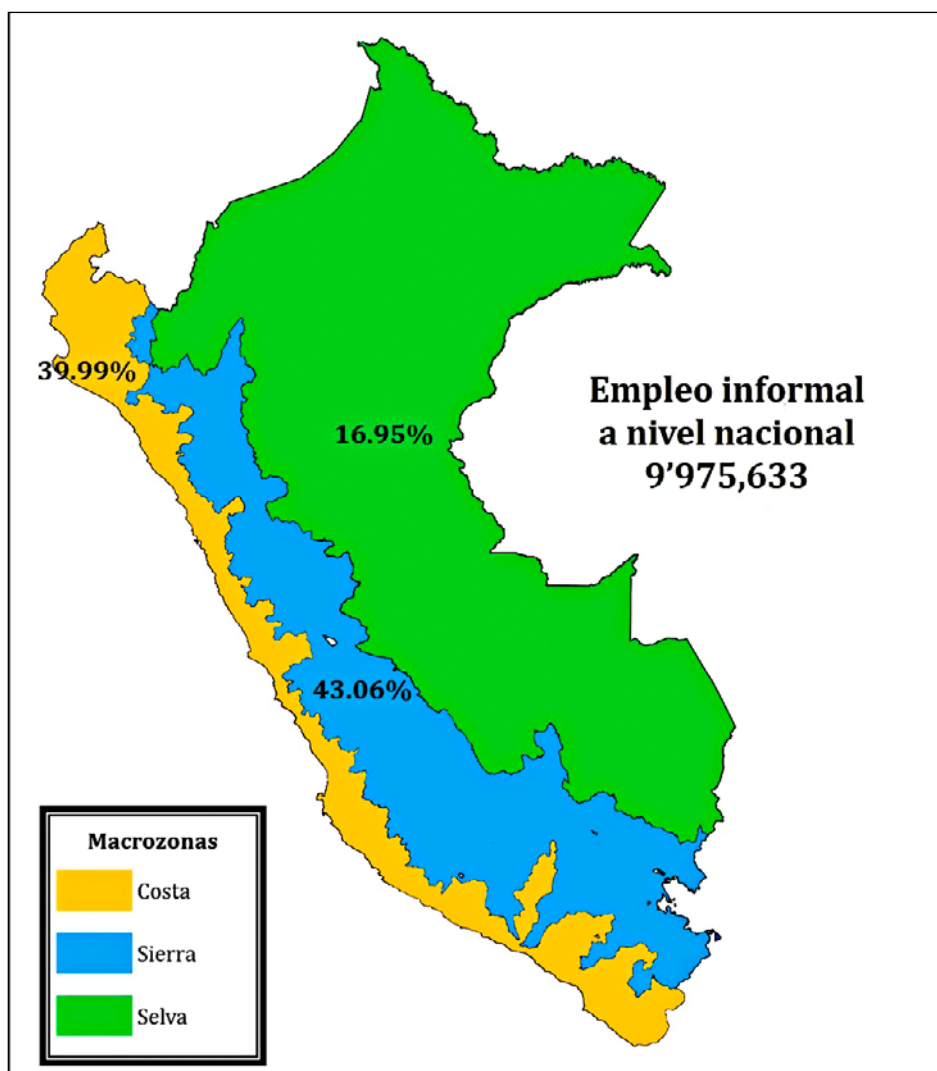 39.99%
16.95%
Empleo informal
a nivel nacional
9’975,633
43.06%
Macrozonas
Costa
Sierra
Selva